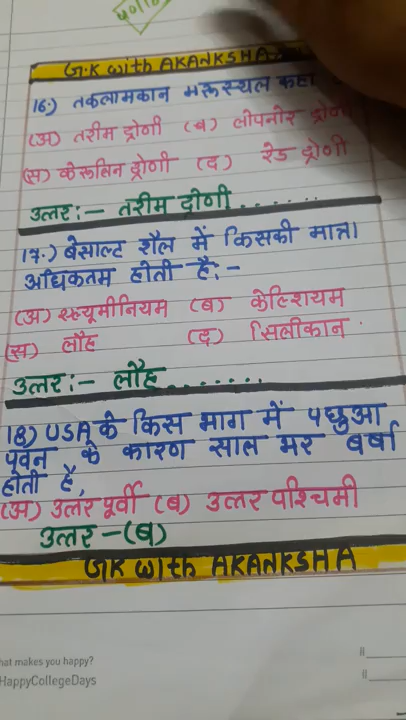 G.K with AKANKSHA
16.) तकलामकान मरूस्थल कहा
(अ) तरीम द्रोणी (ब) लोपनोर
(स) केरूलिन द्रोणी (द) रेड द्रोणी
उत्तर:- तरीम द्रोणी.......
17.) बेसाल्ट शैल में किसकी मात्रा
अधिकतम होती है:-
(अ) एल्यूमीनियम (ब) केल्शियम
(स) लौह (द) सिलीकान
उत्तर:- लौह.......
18) USA के किस भाग में पछुआ
पूवन के कारण साल भर वर्षा
होती है,
(अ) उत्तर पूर्वी (ब) उत्तर पश्चिमी
उत्तर-(ब)
GK with AKANKSHA
hat makes you happy?
HappyCollegeDays